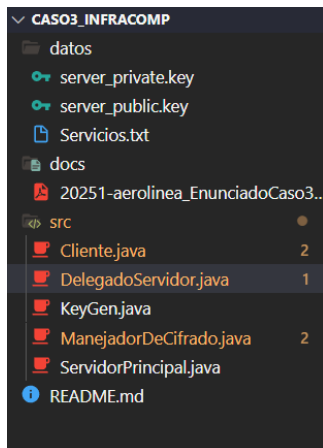 CASO3_INFRACOMP
datos
server_private.key
server_public.key
Servicios.txt
docs
20251-aerolinea_EnunciadoCaso3...
src
Cliente.java 2
DelegadoServidor.java 1
KeyGen.java
ManejadorDeCifrado.java 2
ServidorPrincipal.java
README.md